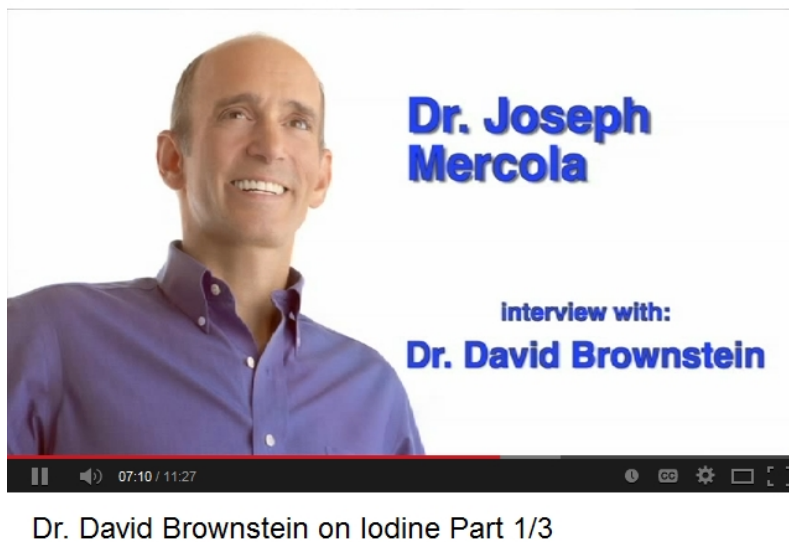 Dr. Joseph
Mercola
interview with:
Dr. David Brownstein
07:10 / 11:27
CC
Dr. David Brownstein on Iodine Part 1/3